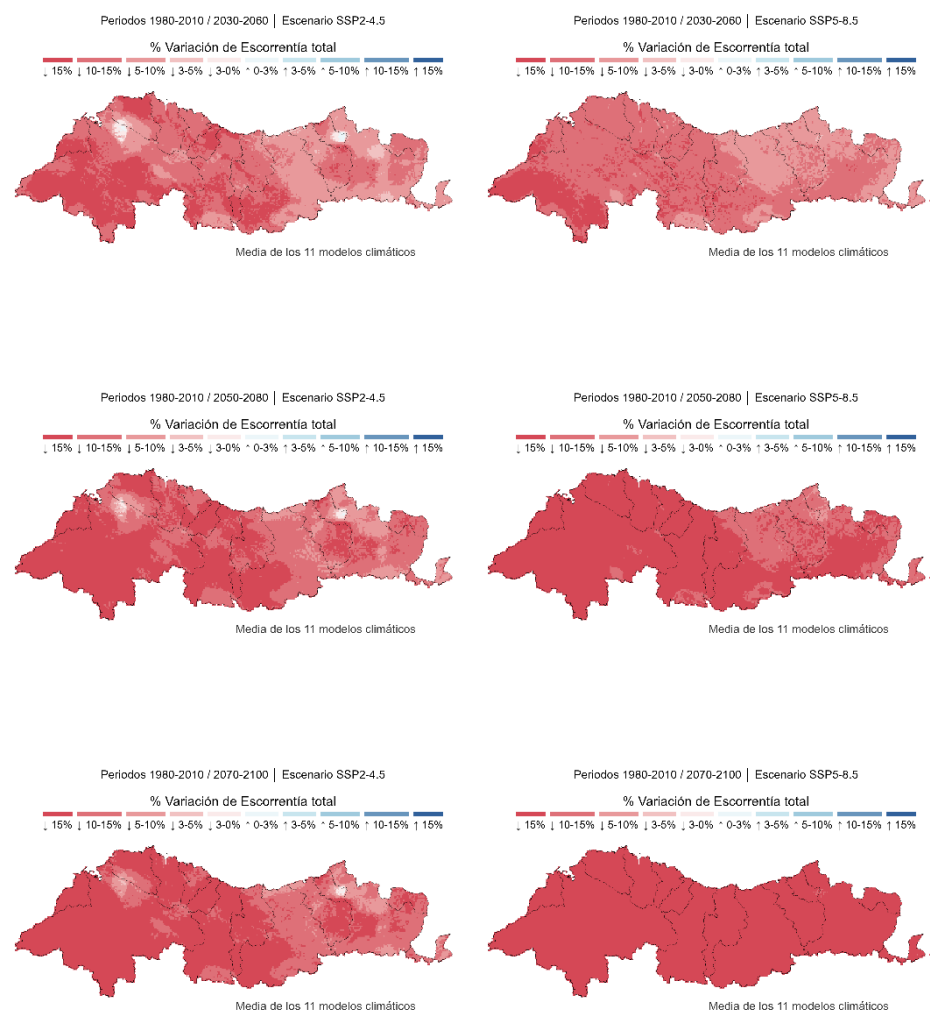 Periodos 1980-2010 / 2030-2060 | Escenario SSP2-4.5
% Variación de Escorrentía total
↓ 15% ↓ 10-15% ↓ 5-10% ↓ 3-5% ↓ 3-0% ^ 0-3% ↑ 3-5% ^ 5-10% ↑ 10-15% ↑ 15%
Media de los 11 modelos climáticos
Periodos 1980-2010 / 2030-2060 | Escenario SSP5-8.5
% Variación de Escorrentía total
↓ 15% ↓ 10-15% ↓ 5-10% ↓ 3-5% ↓ 3-0% ^ 0-3% ↑ 3-5% ^ 5-10% ↑ 10-15% ↑ 15%
Media de los 11 modelos climáticos
Periodos 1980-2010 / 2050-2080 | Escenario SSP2-4.5
% Variación de Escorrentía total
↓ 15% ↓ 10-15% ↓ 5-10% ↓ 3-5% ↓ 3-0% ^ 0-3% ↑ 3-5% ^ 5-10% ↑ 10-15% ↑ 15%
Media de los 11 modelos climáticos
Periodos 1980-2010 / 2050-2080 | Escenario SSP5-8.5
% Variación de Escorrentía total
↓ 15% ↓ 10-15% ↓ 5-10% ↓ 3-5% ↓ 3-0% ^ 0-3% ↑ 3-5% ^ 5-10% ↑ 10-15% ↑ 15%
Media de los 11 modelos climáticos
Periodos 1980-2010 / 2070-2100 | Escenario SSP2-4.5
% Variación de Escorrentía total
↓ 15% ↓ 10-15% ↓ 5-10% ↓ 3-5% ↓ 3-0% ^ 0-3% ↑ 3-5% ^ 5-10% ↑ 10-15% ↑ 15%
Media de los 11 modelos climáticos
Periodos 1980-2010 / 2070-2100 | Escenario SSP5-8.5
% Variación de Escorrentía total
↓ 15% ↓ 10-15% ↓ 5-10% ↓ 3-5% ↓ 3-0% ^ 0-3% ↑ 3-5% ^ 5-10% ↑ 10-15% ↑ 15%
Media de los 11 modelos climáticos